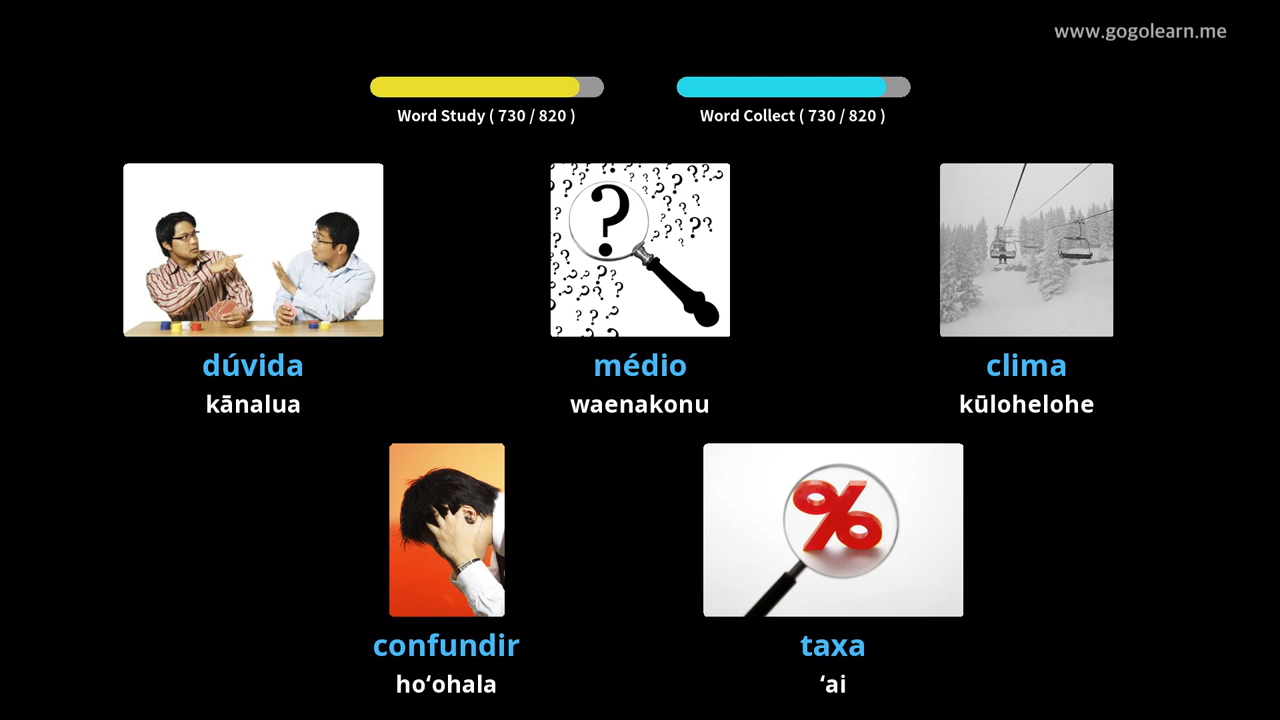 www.gogolearn.me
Word Study ( 730 / 820 )
Word Collect ( 730 / 820 )
dúvida
kānalua
médio
waenakonu
clima
kūlohelohe
confundir
hoʻohala
taxa
ʻai